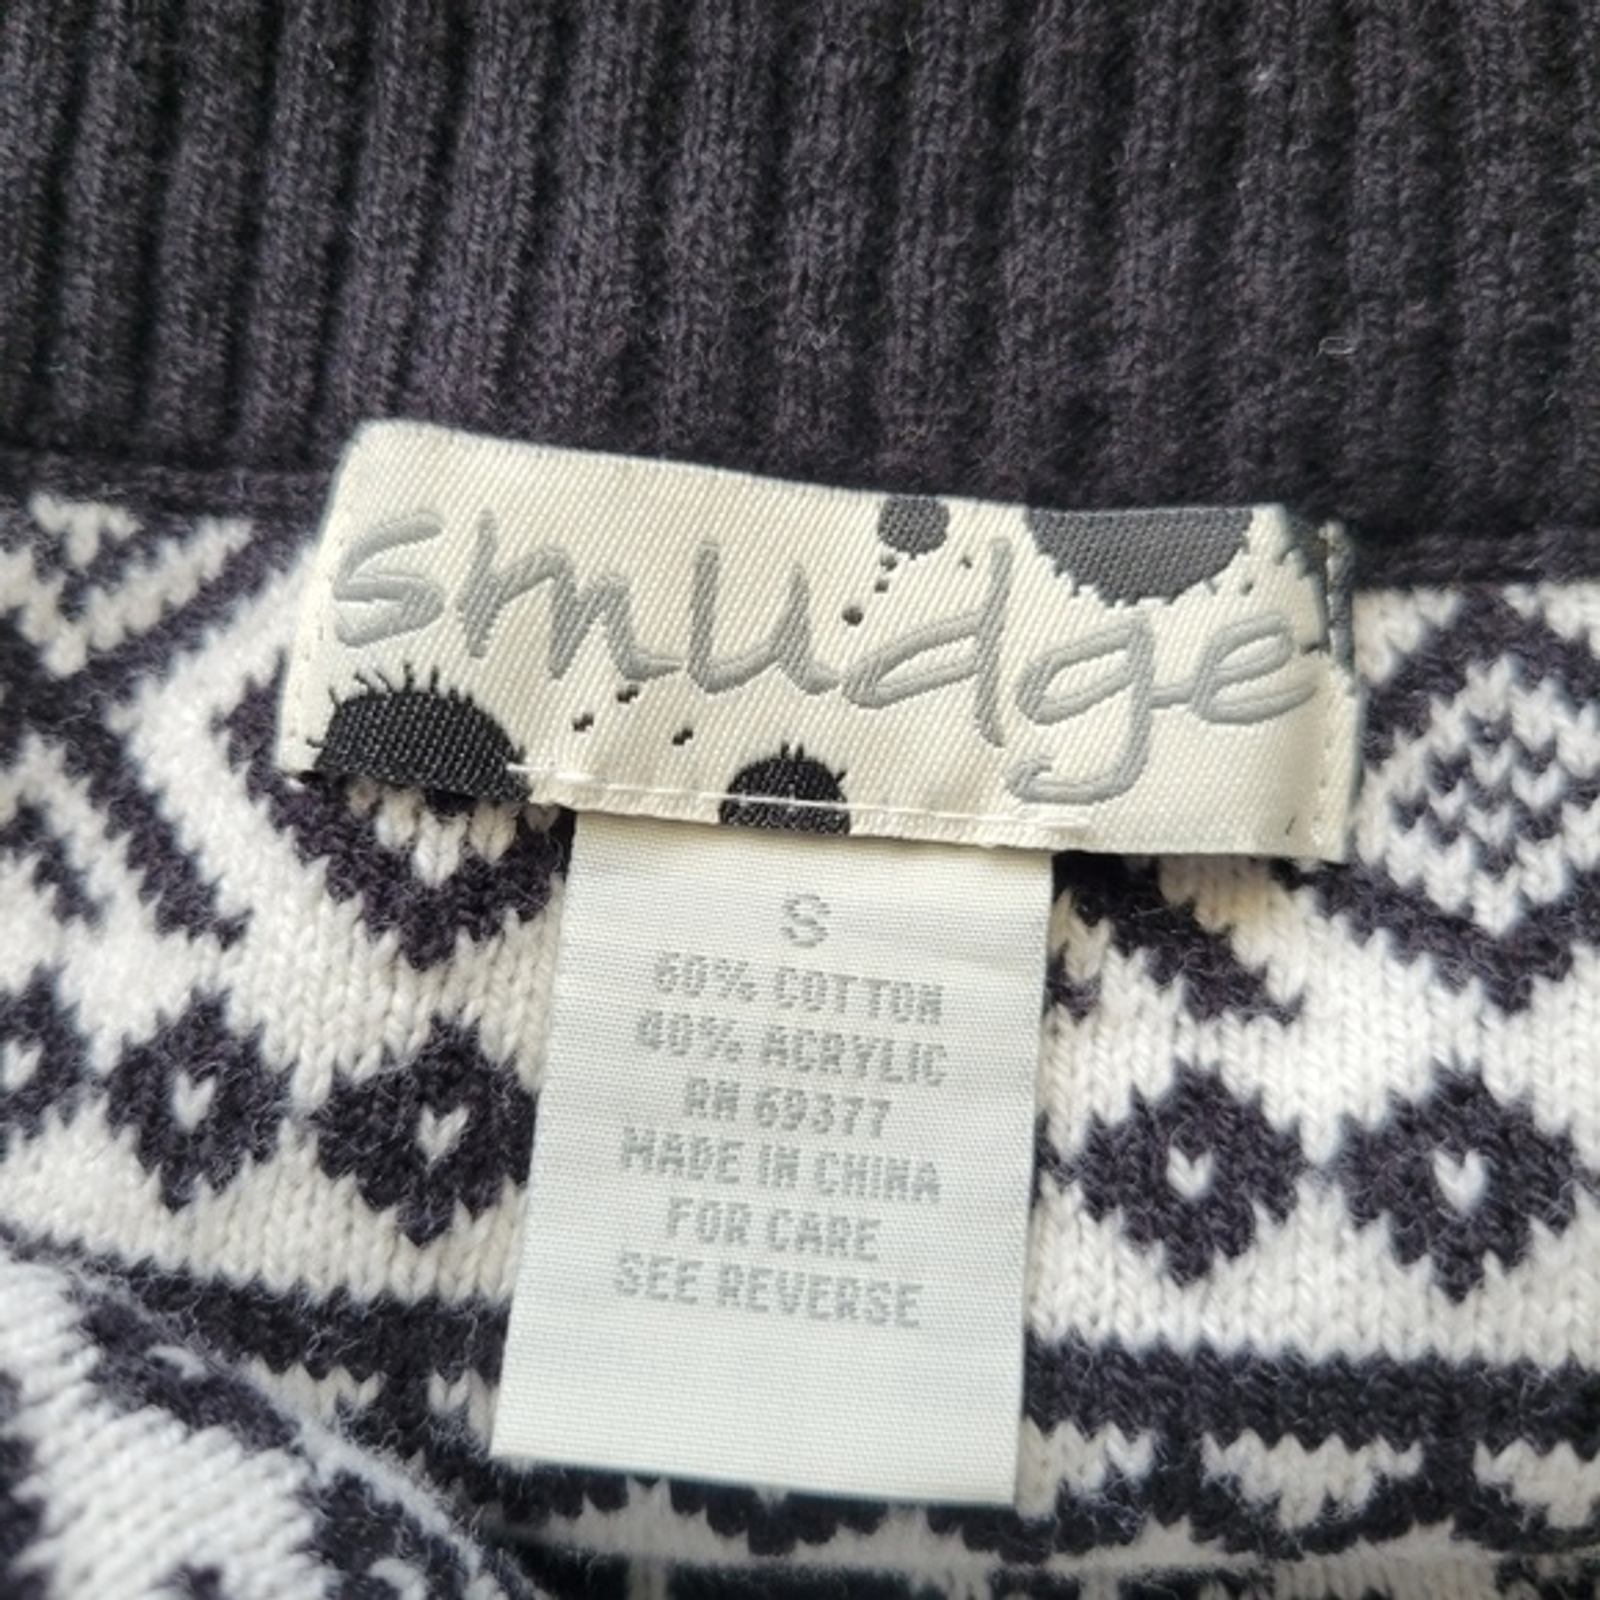 smudge
S
60% COTTON
40% ACRYLIC
RN 69377
MADE IN CHINA
FOR CARE
SEE REVERSE